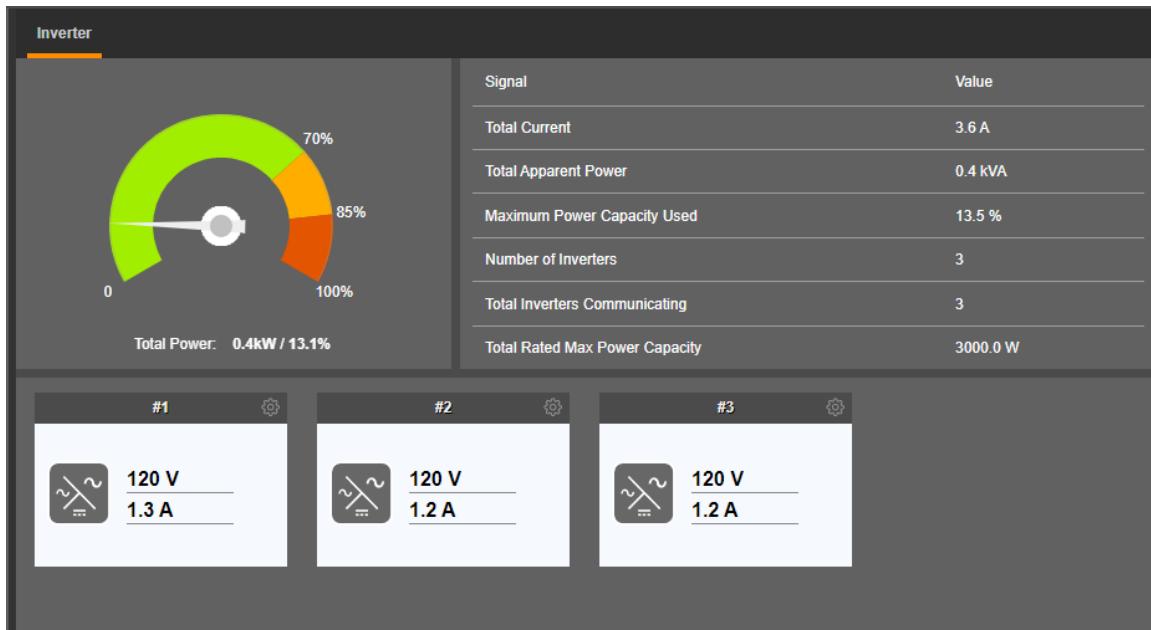 Inverter
70%
85%
0
100%
Total Power: 0.4kW / 13.1%
Signal Value
Total Current 3.6 A
Total Apparent Power 0.4 kVA
Maximum Power Capacity Used 13.5 %
Number of Inverters 3
Total Inverters Communicating 3
Total Rated Max Power Capacity 3000.0 W
#1
120 V
1.3 A
#2
120 V
1.2 A
#3
120 V
1.2 A